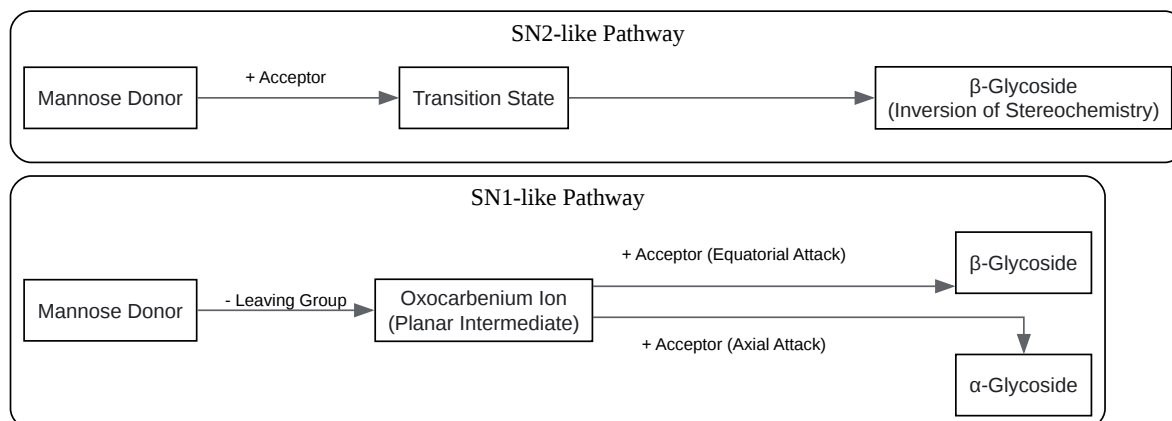 SN2-like Pathway
Mannose Donor
+ Acceptor
Transition State
β-Glycoside
(Inversion of Stereochemistry)
SN1-like Pathway
Mannose Donor
- Leaving Group
Oxocarbenium Ion
(Planar Intermediate)
+ Acceptor (Equatorial Attack)
β-Glycoside
+ Acceptor (Axial Attack)
α-Glycoside